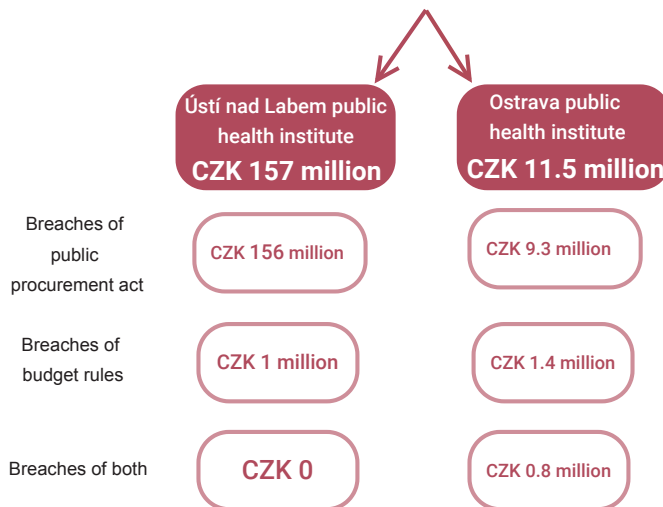 Ústí nad Labem public
health institute
CZK 157 million
Ostrava public
health institute
CZK 11.5 million
Breaches of
public
procurement act
CZK 156 million
CZK 9.3 million
Breaches of
budget rules
CZK 1 million
CZK 1.4 million
Breaches of both
CZK 0
CZK 0.8 million